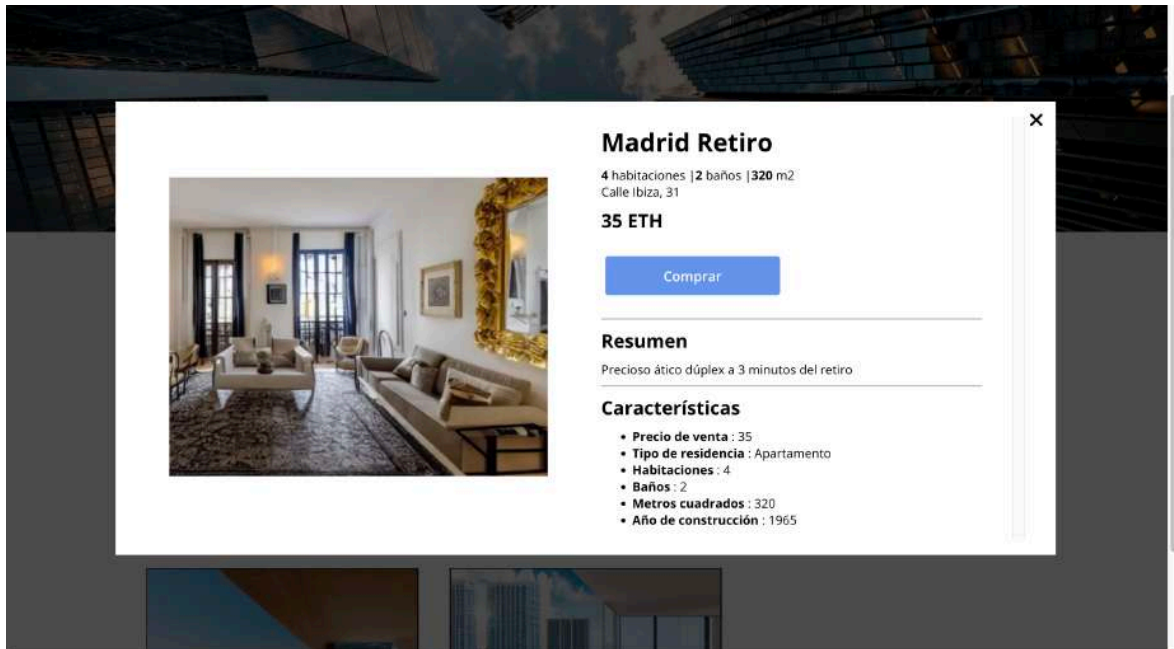 Madrid Retiro
4 habitaciones |2 baños |320 m2
Calle Ibiza, 31
35 ETH
Comprar
Resumen
Precioso ático dúplex a 3 minutos del retiro
Características
• Precio de venta : 35
• Tipo de residencia : Apartamento
• Habitaciones : 4
• Baños : 2
• Metros cuadrados : 320
• Año de construcción : 1965